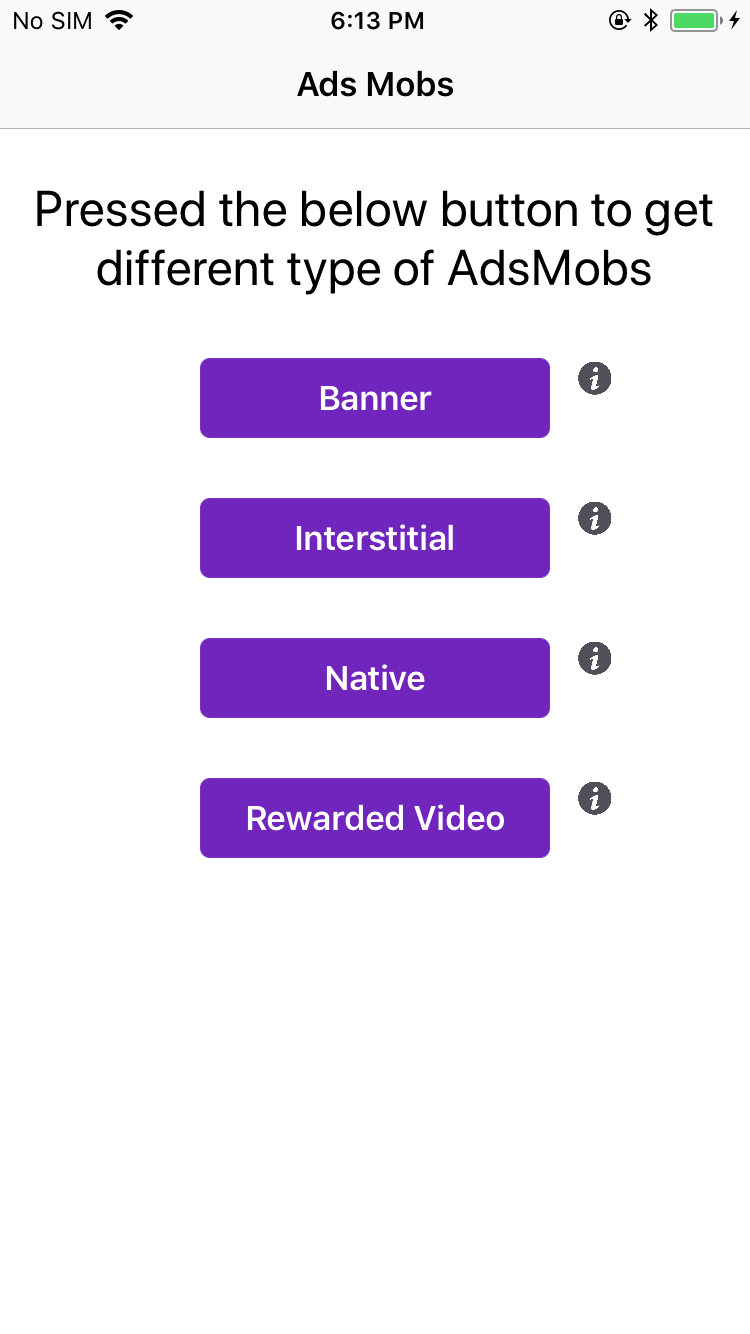 No SIM 6:13 PM
Ads Mobs
Pressed the below button to get
different type of AdsMobs
Banner
Interstitial
Native
Rewarded Video